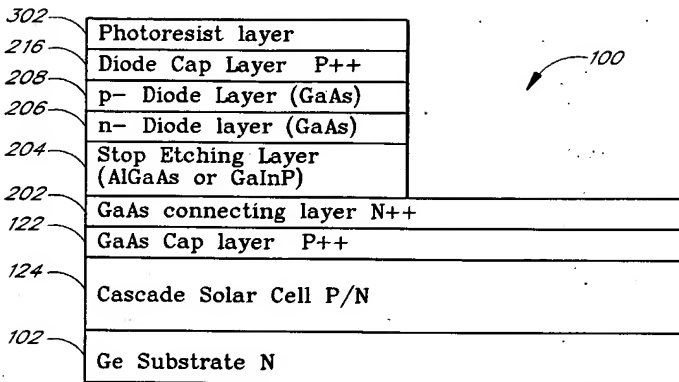 302
Photoresist layer
216
Diode Cap Layer P++
208
p- Diode Layer (GaAs)
206
n- Diode layer (GaAs)
204
Stop Etching Layer
(AlGaAs or GaInP)
202
GaAs connecting layer N++
122
GaAs Cap layer P++
124
Cascade Solar Cell P/N
102
Ge Substrate N
100